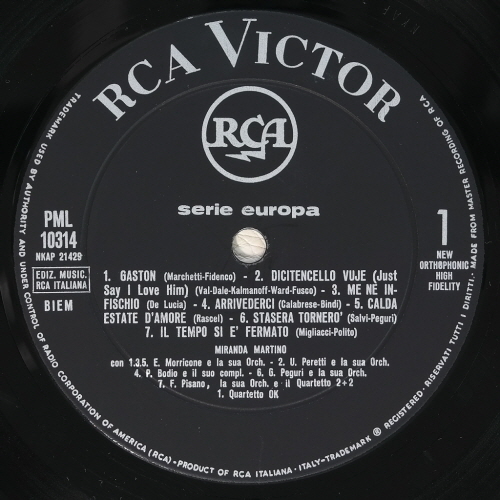 RCA VICTOR
RCA
serie europa
PML
10314
NKAP 21429
EDIZ. MUSIC.
RCA ITALIANA
BIEM
1
NEW
ORTHOPHONIC
HIGH
FIDELITY
1. GASTON (Marchetti-Fidenco) - 2. DICITENCELLO VUJE (Just
Say I Love Him) (Val-Dale-Kalmanoff-Ward-Fusco) - 3. ME NE IN-
FISCHIO (De Lucia) - 4. ARRIVEDERCI (Calabrese-Bindi) - 5. CALDA
ESTATE D'AMORE (Rascel) - 6. STASERA TORNERO' (Salvi-Peguri)
7. IL TEMPO SI E' FERMATO (Migliacci-Polito)
MIRANDA MARTINO
con 1.3.5. E. Morricone e la sua Orch. - 2. U. Peretti e la sua Orch.
4. P. Bodio e il suo compl. - 6. G. Peguri e la sua Orch.
7. F. Pisano, la sua Orch. e il Quartetto 2+2
1. Quartetto OK
TRADEMARK USED BY AUTHORITY AND UNDER CONTROL OF RADIO CORPORATION OF AMERICA (RCA) - PRODUCT OF RCA ITALIANA - ITALY - TRADEMARK ® REGISTERED - RISERVATI TUTTI I DIRITTI. MADE FROM MASTER RECORDING OF RCA